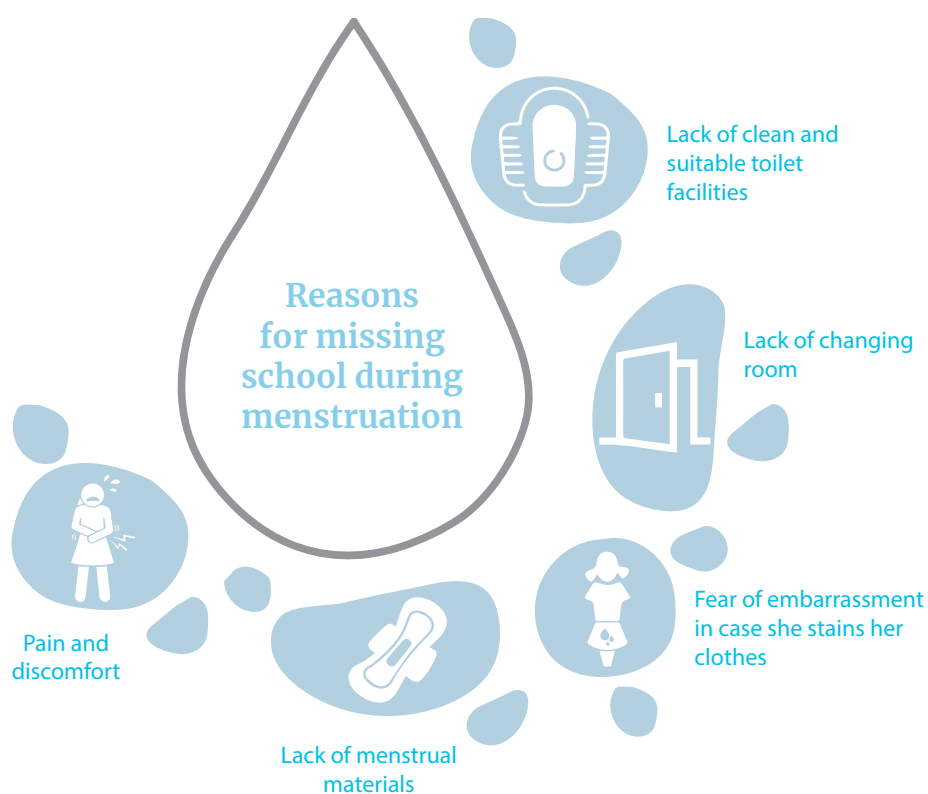 Reasons
for missing
school during
menstruation
Lack of clean and
suitable toilet
facilities
Lack of changing
room
Fear of embarrassment
in case she stains her
clothes
Lack of menstrual
materials
Pain and
discomfort